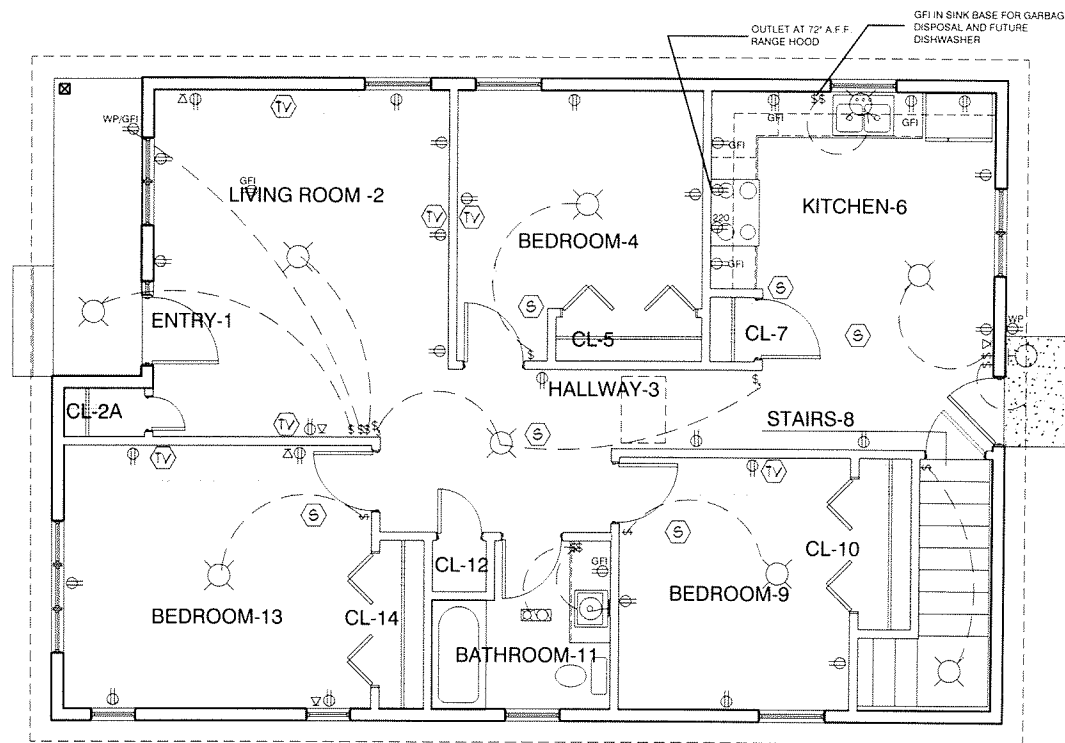 GFI IN SINK BASE FOR GARBAG
DISPOSAL AND FUTURE
DISHWASHER
OUTLET AT 72" A.F.F.
RANGE HOOD
TV
WP/GFI
GFI
GFI
GFI
GFI
LIVING ROOM -2
TV
TV
BEDROOM-4
220
GFI
KITCHEN-6
S
S
S
ENTRY-1
CL-5
CL-7
WP
HALLWAY-3
CL-2A
TV
S
STAIRS-8
TV
TV
S
S
CL-10
GFI
CL-12
BEDROOM-13
CL-14
BEDROOM-9
BATHROOM-11